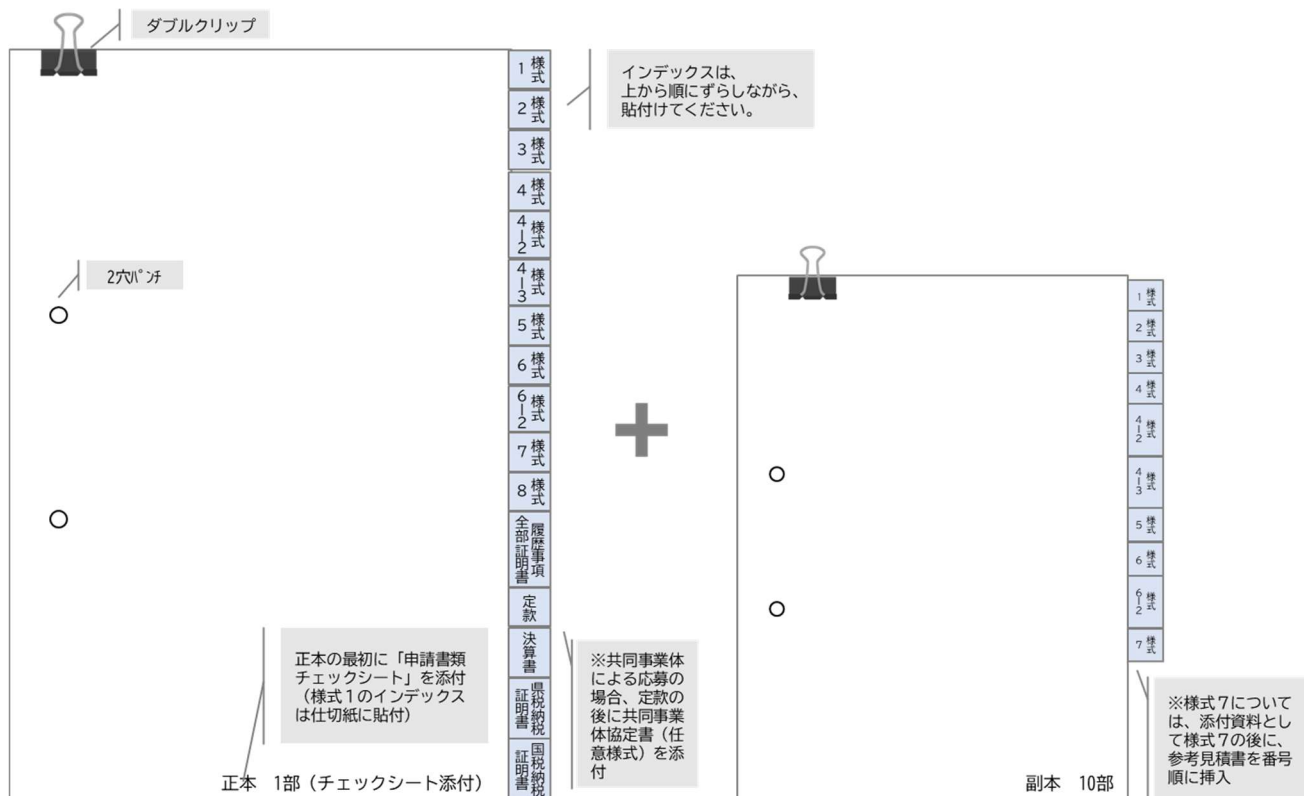 ダブルクリップ
様式1
様式2
様式3
様式4
様式4-2
様式4-3
様式5
様式6
様式6-2
様式7
様式8
履歴事項
全部証明書
定款
決算書
県税納税
証明書
国税納税
証明書
インデックスは、
上から順にずらしながら、
貼付けてください。
2穴パンチ
正本の最初に「申請書類
チェックシート」を添付
(様式1のインデックス
は仕切紙に貼付)
※共同事業体
による応募の
場合、定款の
後に共同事業
体協定書(任
意様式)を添
付
正本 1部(チェックシート添付)
様式1
様式2
様式3
様式4
様式4-2
様式4-3
様式5
様式6
様式6-2
様式7
※様式7について
は、添付資料とし
て様式7の後に、
参考見積書を番号
順に挿入
副本 10部